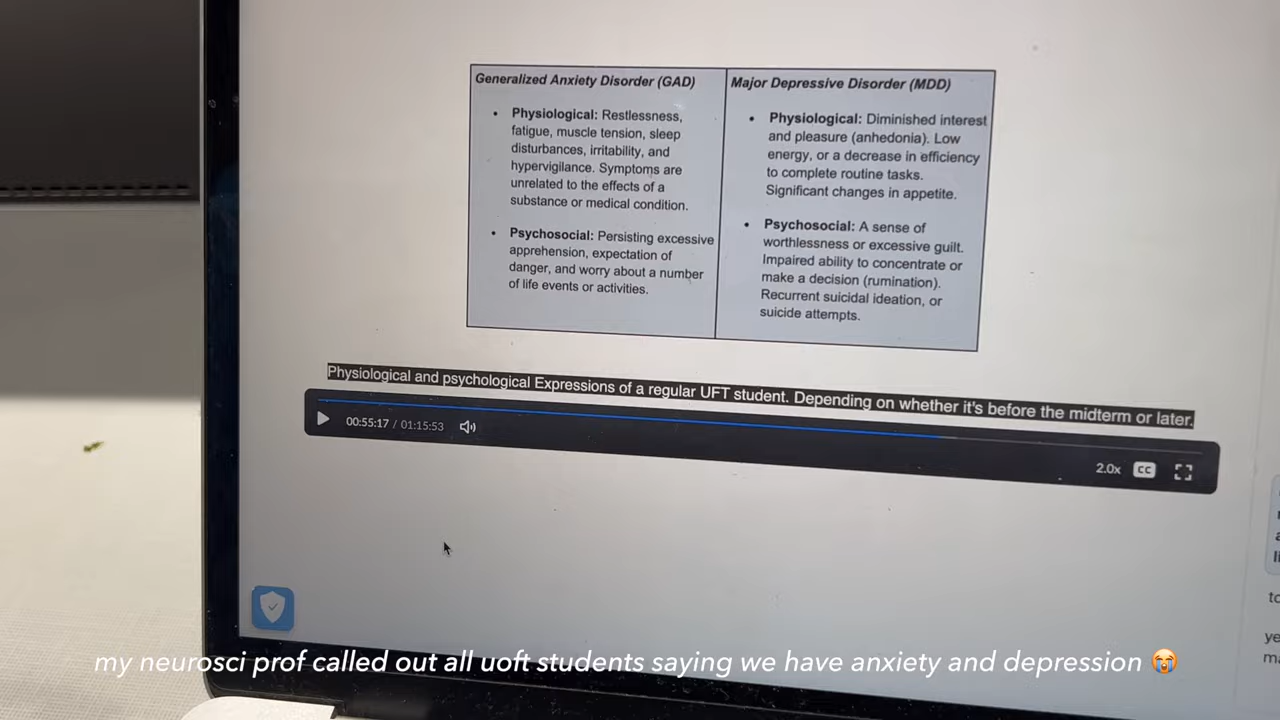 Generalized Anxiety Disorder (GAD)
• Physiological: Restlessness,
fatigue, muscle tension, sleep
disturbances, irritability, and
hypervigilance. Symptoms are
unrelated to the effects of a
substance or medical condition.
• Psychosocial: Persisting excessive
apprehension, expectation of
danger, and worry about a number
of life events or activities.
Major Depressive Disorder (MDD)
• Physiological: Diminished interest
and pleasure (anhedonia). Low
energy, or a decrease in efficiency
to complete routine tasks.
Significant changes in appetite.
• Psychosocial: A sense of
worthlessness or excessive guilt.
Impaired ability to concentrate or
make a decision (rumination).
Recurrent suicidal ideation, or
suicide attempts.
Physiological and psychological Expressions of a regular UFT student. Depending on whether it's before the midterm or later.
00:55:17 / 01:15:53
2.0x CC
my neurosci prof called out all uoft students saying we have anxiety and depression 😭